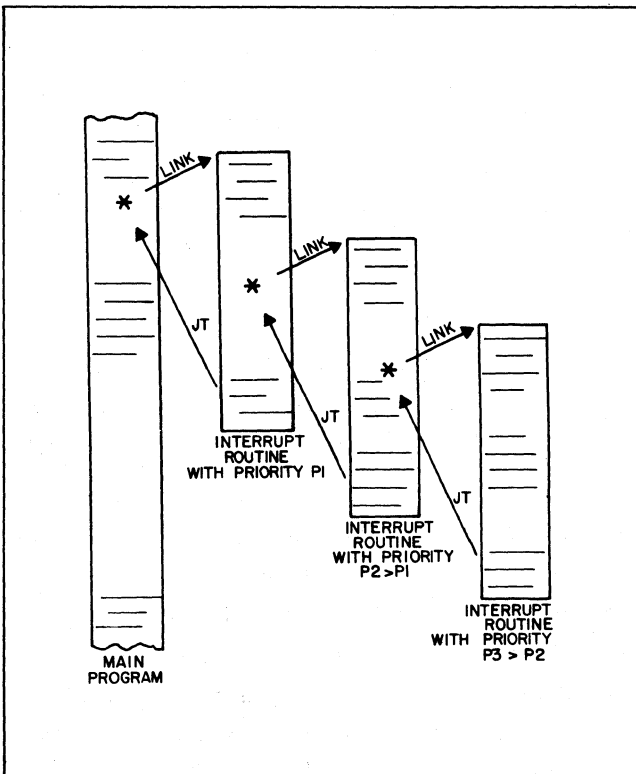 LINK
*
LINK
*
JT
LINK
*
JT
JT
INTERRUPT
ROUTINE
WITH PRIORITY P1
INTERRUPT
ROUTINE
WITH PRIORITY
P2>P1
INTERRUPT
ROUTINE
WITH PRIORITY
P3 > P2
MAIN
PROGRAM